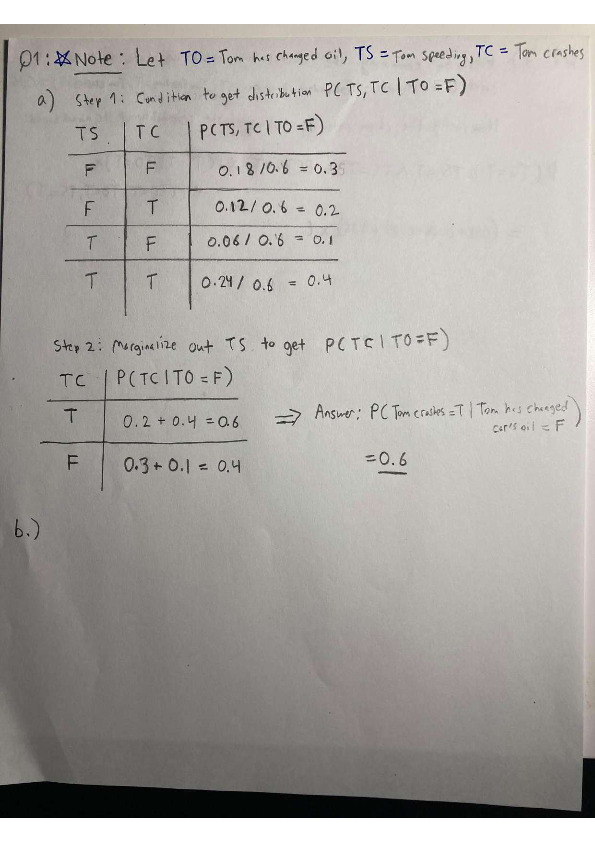 Q1: ☆ Note: Let TO = Tom has changed oil, TS = Tom speeding, TC = Tom crashes
a) Step 1: Condition to get distribution P(TS, TC | TO = F)
TS TC P(TS, TC | TO = F)
F F 0.18/0.6 = 0.3
F T 0.12/0.6 = 0.2
T F 0.06/0.6 = 0.1
T T 0.24/0.6 = 0.4
Step 2: Marginalize out TS to get P(TC | TO = F)
TC P(TC | TO = F)
T 0.2 + 0.4 = 0.6 ⇒ Answer: P(Tom crashes = T | Tom has changed
car's oil = F)
F 0.3 + 0.1 = 0.4 = 0.6
b.)